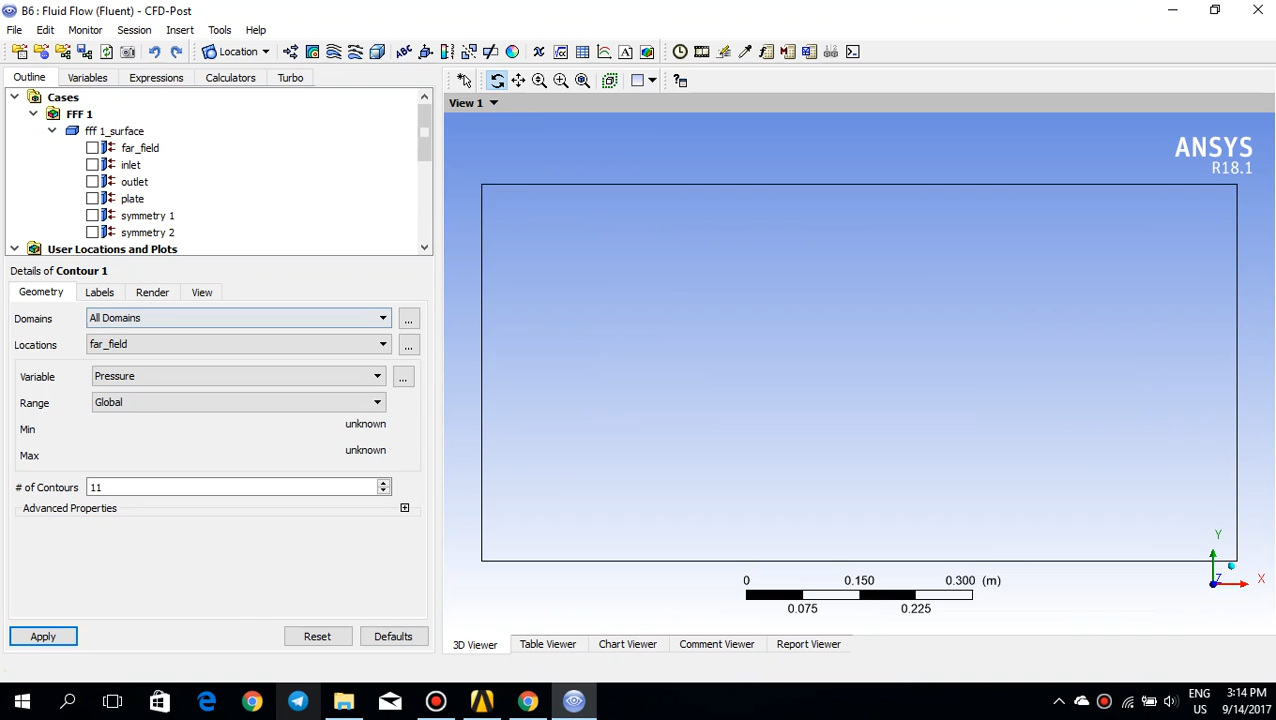 B6 : Fluid Flow (Fluent) - CFD-Post
File Edit Monitor Session Insert Tools Help
Location
Outline Variables Expressions Calculators Turbo
Cases
FFF 1
fff 1_surface
far_field
inlet
outlet
plate
symmetry 1
symmetry 2
User Locations and Plots
Details of Contour 1
Geometry Labels Render View
Domains All Domains ...
Locations far_field ...
Variable Pressure ...
Range Global
Min unknown
Max unknown
# of Contours 11
Advanced Properties
Apply Reset Defaults
View 1
ANSYS
R18.1
Y
Z X
0 0.150 0.300 (m)
0.075 0.225
3D Viewer Table Viewer Chart Viewer Comment Viewer Report Viewer
ENG
US
3:14 PM
9/14/2017